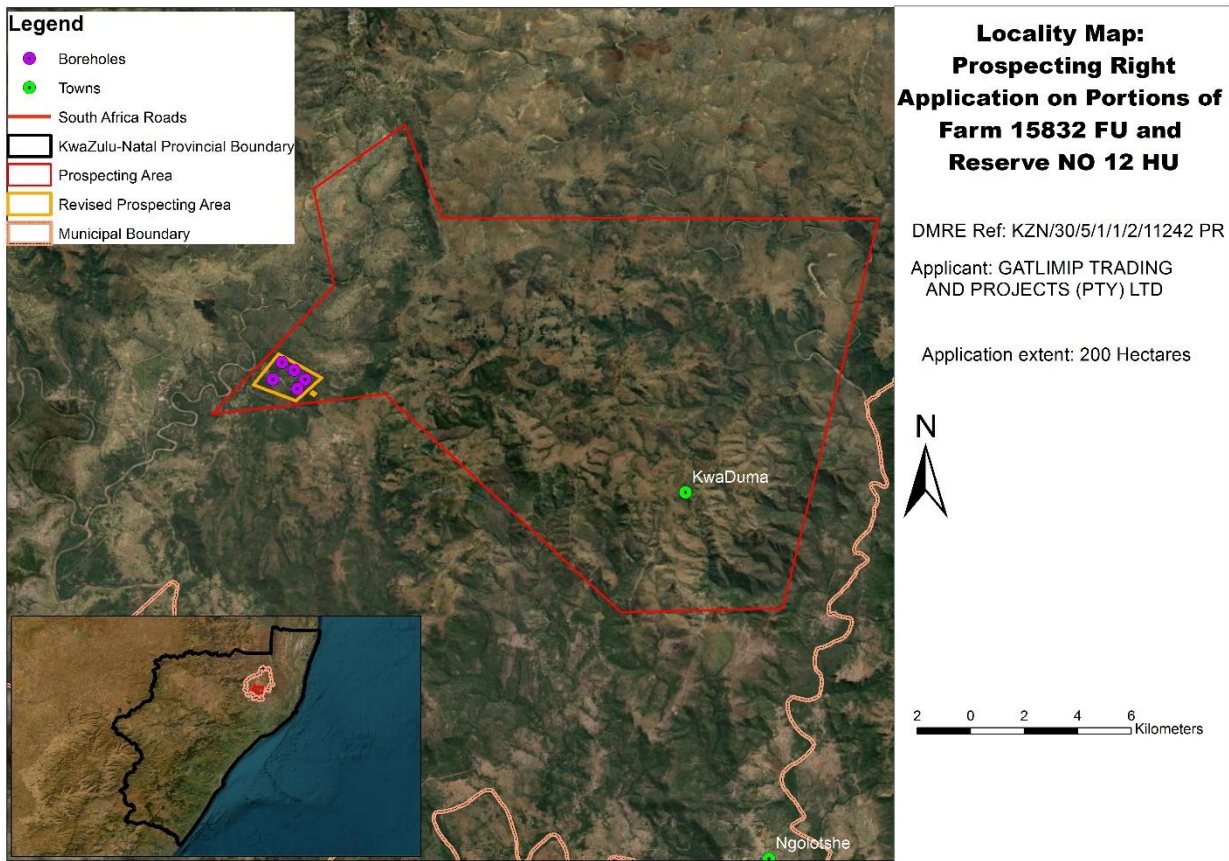 Legend
Boreholes
Towns
South Africa Roads
KwaZulu-Natal Provincial Boundary
Prospecting Area
Revised Prospecting Area
Municipal Boundary
KwaDuma
Ngolotshe
Locality Map:
Prospecting Right
Application on Portions of
Farm 15832 FU and
Reserve NO 12 HU
DMRE Ref: KZN/30/5/1/1/2/11242 PR
Applicant: GATLIMIP TRADING
AND PROJECTS (PTY) LTD
Application extent: 200 Hectares
N
2 0 2 4 6
Kilometers